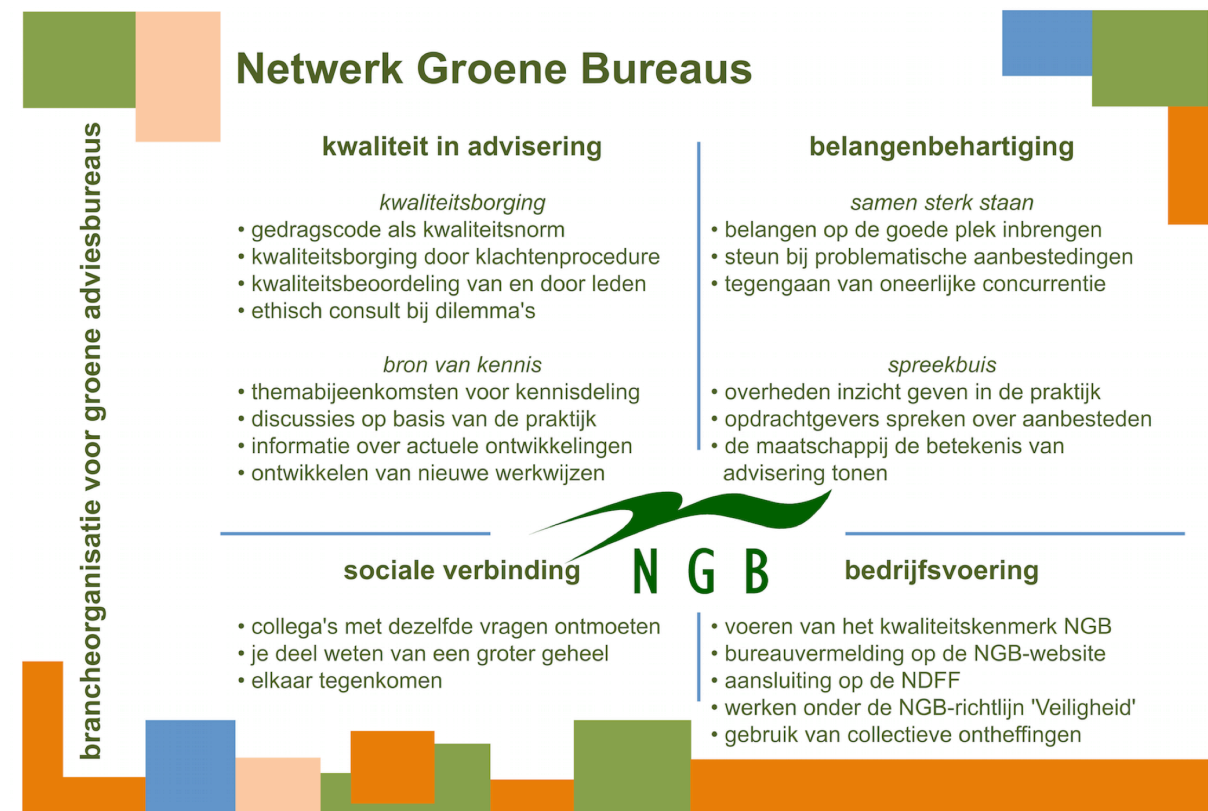 Netwerk Groene Bureaus
brancheorganisatie voor groene adviesbureaus
kwaliteit in advisering
kwaliteitsborging
• gedragscode als kwaliteitsnorm
• kwaliteitsborging door klachtenprocedure
• kwaliteitsbeoordeling van en door leden
• ethisch consult bij dilemma's
bron van kennis
• themabijeenkomsten voor kennisdeling
• discussies op basis van de praktijk
• informatie over actuele ontwikkelingen
• ontwikkelen van nieuwe werkwijzen
belangenbehartiging
samen sterk staan
• belangen op de goede plek inbrengen
• steun bij problematische aanbestedingen
• tegengaan van oneerlijke concurrentie
spreekbuis
• overheden inzicht geven in de praktijk
• opdrachtgevers spreken over aanbesteden
• de maatschappij de betekenis van
advisering tonen
NGB
sociale verbinding
• collega's met dezelfde vragen ontmoeten
• je deel weten van een groter geheel
• elkaar tegenkomen
bedrijfsvoering
• voeren van het kwaliteitskenmerk NGB
• bureauvermelding op de NGB-website
• aansluiting op de NDFF
• werken onder de NGB-richtlijn 'Veiligheid'
• gebruik van collectieve ontheffingen